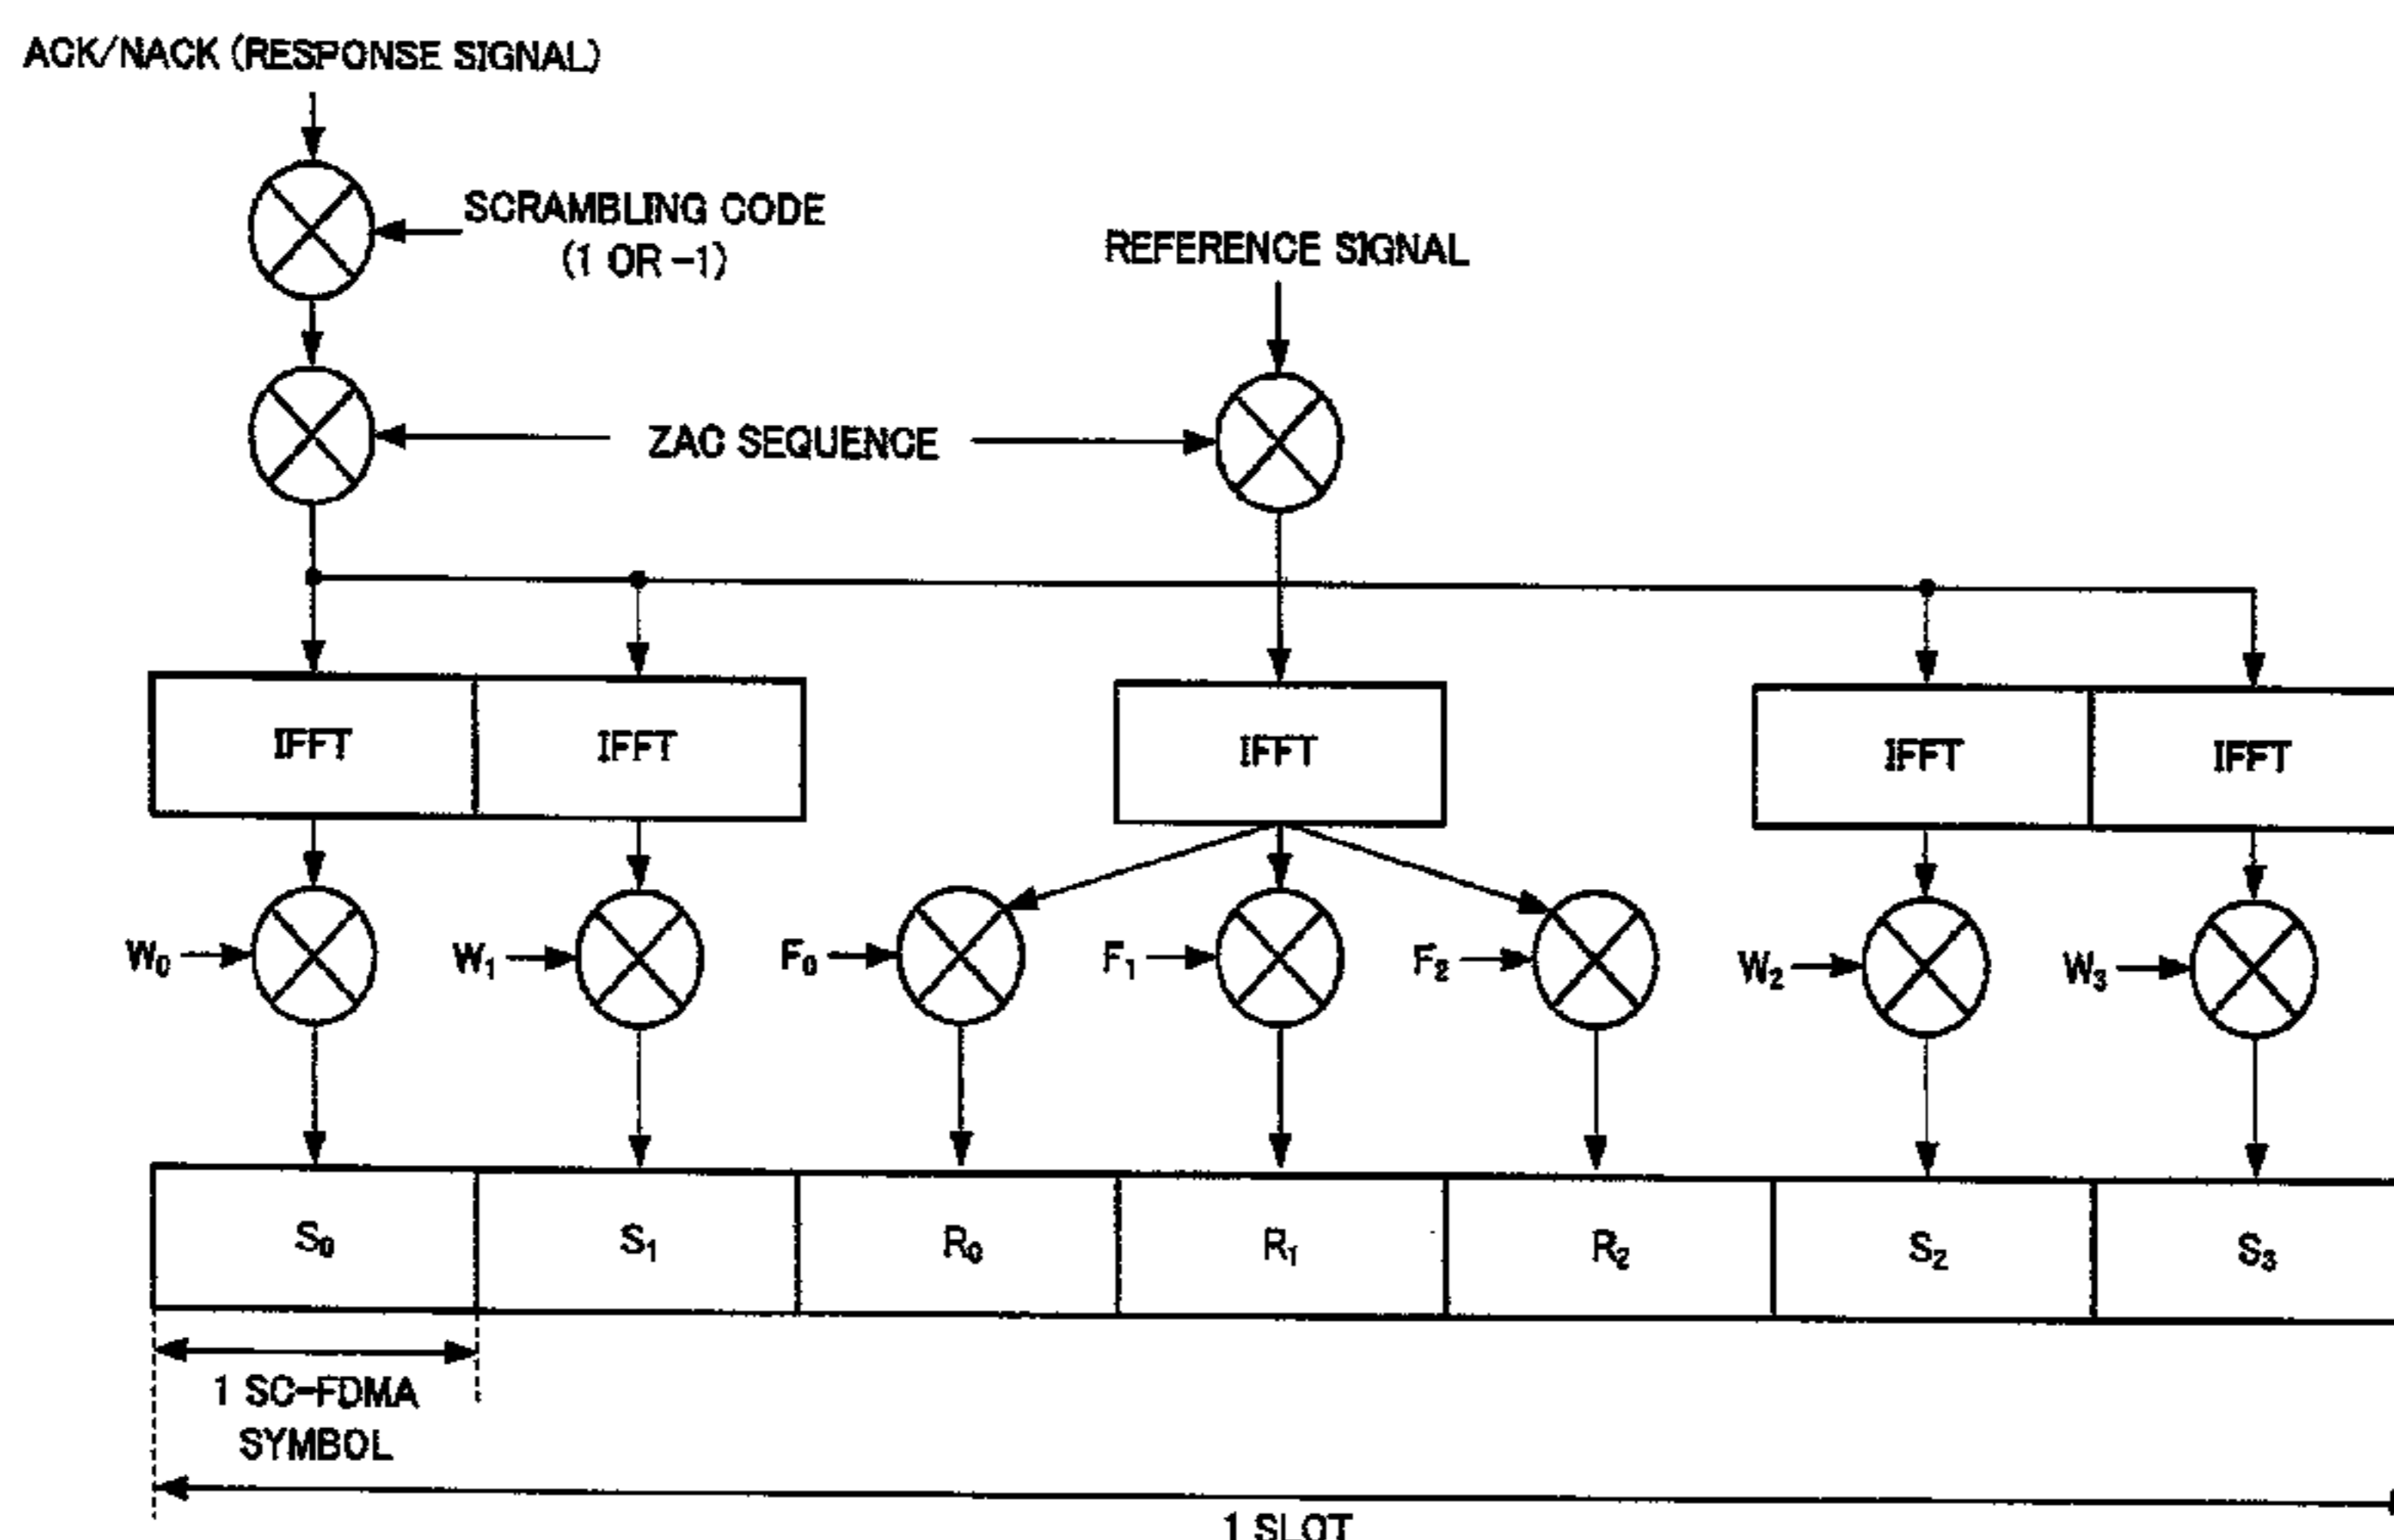 ACK/NACK (RESPONSE SIGNAL)
SCRAMBLING CODE
(1 OR -1)
REFERENCE SIGNAL
ZAC SEQUENCE
IFFT IFFT IFFT IFFT IFFT
W₀ W₁ F₀ F₁ F₂ W₂ W₃
S₀ S₁ R₀ R₁ R₂ S₂ S₃
1 SC-FDMA
SYMBOL
1 SLOT